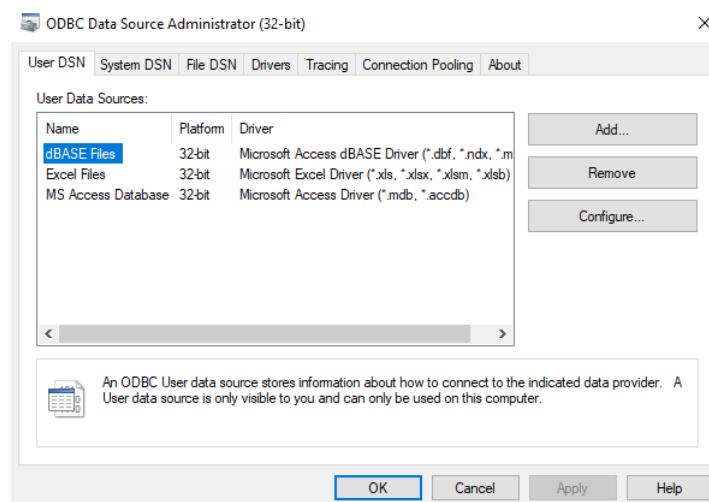 ODBC Data Source Administrator (32-bit)
User DSN System DSN File DSN Drivers Tracing Connection Pooling About
User Data Sources:
Name Platform Driver
dBASE Files 32-bit Microsoft Access dBASE Driver (*.dbf, *.ndx, *.m
Excel Files 32-bit Microsoft Excel Driver (*.xls, *.xlsx, *.xlsm, *.xlsb)
MS Access Database 32-bit Microsoft Access Driver (*.mdb, *.accdb)
Add...
Remove
Configure...
An ODBC User data source stores information about how to connect to the indicated data provider. A
User data source is only visible to you and can only be used on this computer.
OK Cancel Apply Help